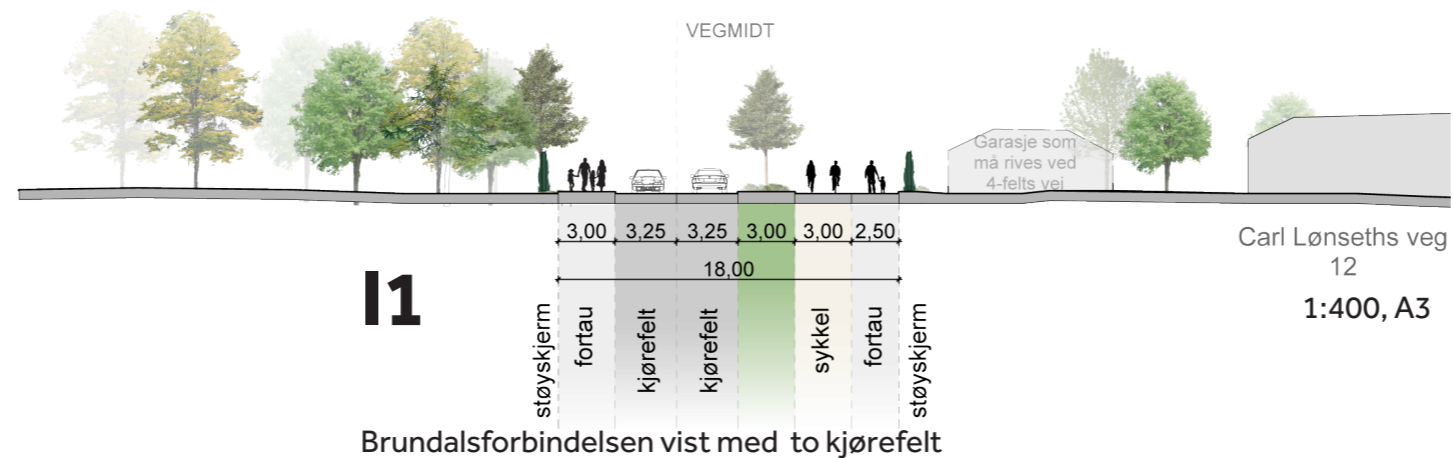 VEGMIDT
Garasje som
må rives ved
4-felts vei
3,00 3,25 3,25 3,00 3,00 2,50
18,00
Carl Lønseths veg
12
1:400, A3
I1
støyskjerm
fortau
kjørefelt
kjørefelt
sykkel
fortau
støyskjerm
Brundalsforbindelsen vist med to kjørefelt